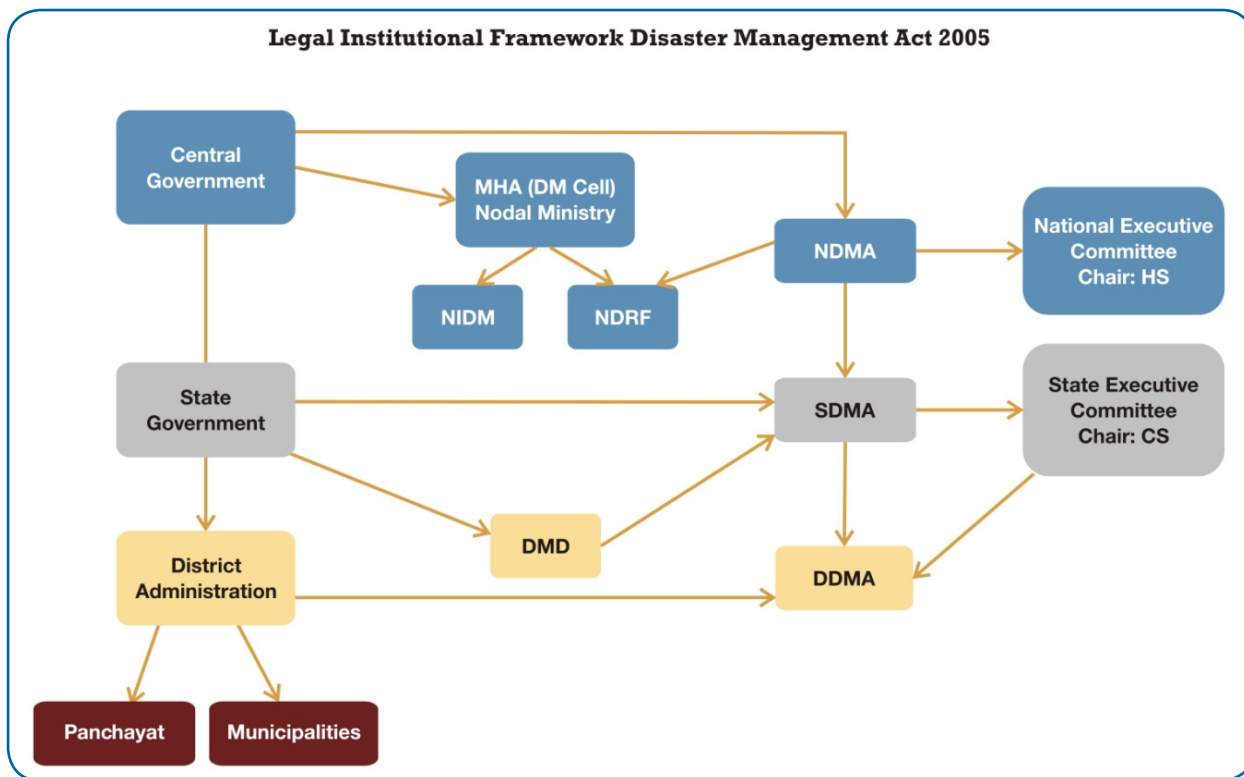 Legal Institutional Framework Disaster Management Act 2005
Central
Government
MHA (DM Cell)
Nodal Ministry
NDMA
National Executive
Committee
Chair: HS
NIDM
NDRF
State
Government
SDMA
State Executive
Committee
Chair: CS
DMD
District
Administration
DDMA
Panchayat
Municipalities